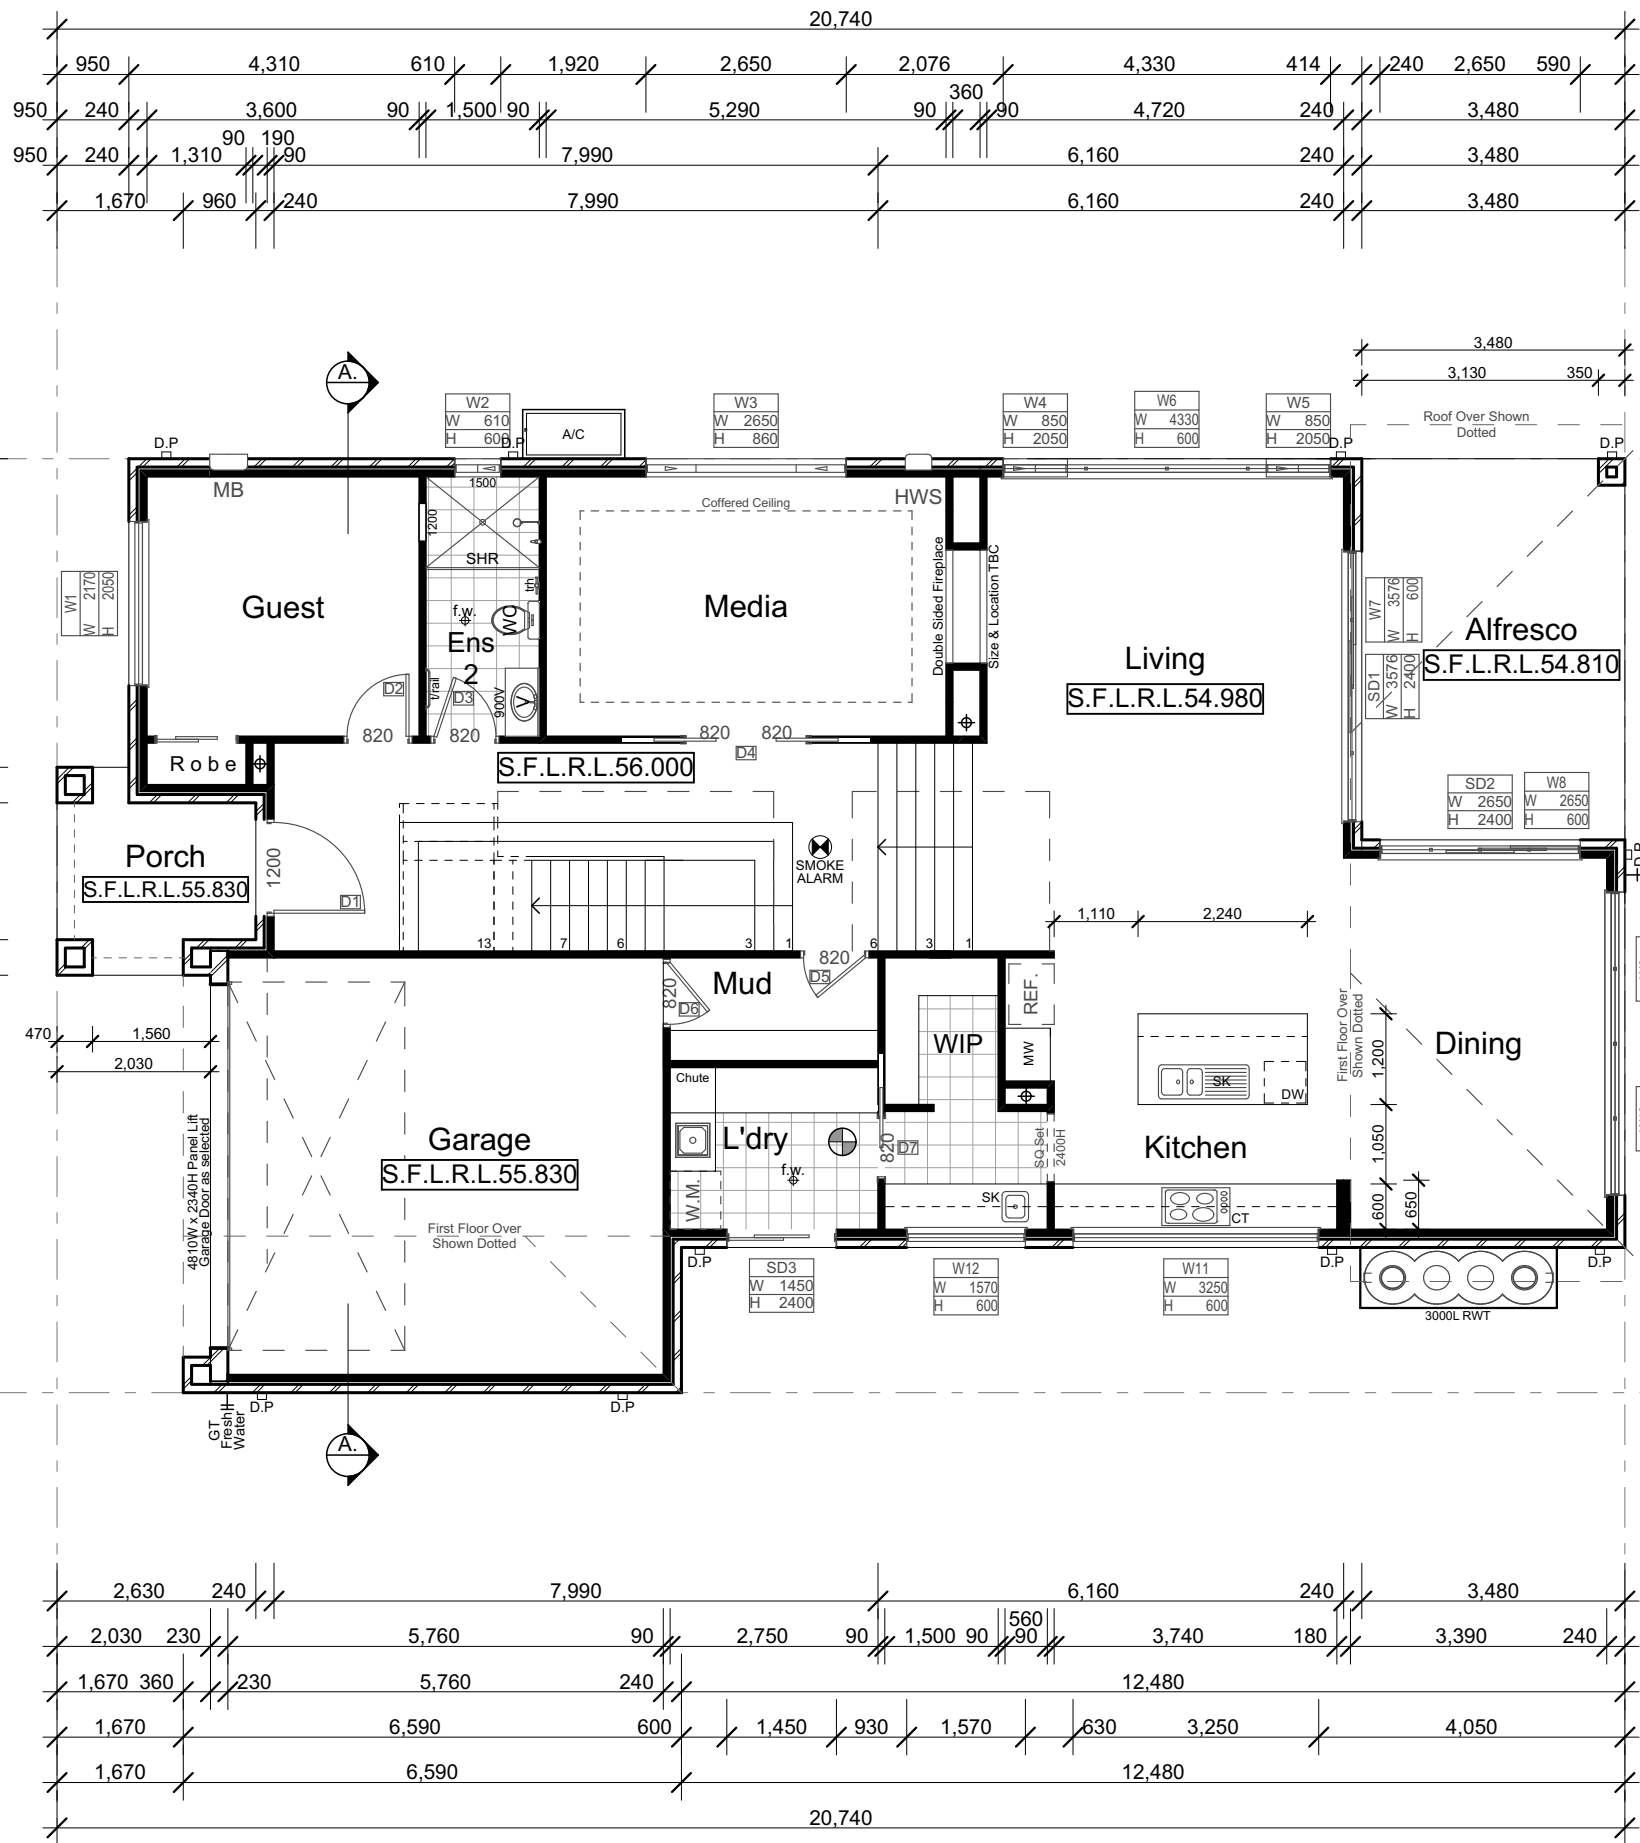 20,740
950 4,310 610 1,920 2,650 2,076 4,330 414 240 2,650 590
360
950 240 3,600 90 1,500 90 5,290 90 90 4,720 240 3,480
90 190
950 240 1,310 90 7,990 6,160 240 3,480
1,670 960 240 7,990 6,160 240 3,480
3,480
3,130 350
A.
W2
W 610
H 600
A/C
W3
W 2650
H 860
W4
W 850
H 2050
W6
W 4330
H 600
W5
W 850
H 2050
Roof Over Shown
Dotted
D.P
D.P
D.P
D.P
MB
1500
1200
SHR
Coffered Ceiling
HWS
Double Sided Fireplace
Size & Location TBC
W1
W 2170
H 2050
Guest
trh
f.w.
WC
Ens
2
t/rail
900V
V
Media
Living
S.F.L.R.L.54.980
W7
W 3576
H 600
SD1
W 3576
H 2400
Alfresco
S.F.L.R.L.54.810
D2
820
D3
820
820 820
D4
Robe
S.F.L.R.L.56.000
SD2
W 2650
H 2400
W8
W 2650
H 600
Porch
S.F.L.R.L.55.830
1200
D1
SMOKE
ALARM
D.P
1,110 2,240
13 7 6 3 1 6 3 1
820
D5
Mud
820
D6
REF.
WIP
MW
470 1,560
2,030
First Floor Over
Shown Dotted
1,200
1,050
600
650
Dining
SK
DW
Chute
Garage
S.F.L.R.L.55.830
4810W x 2340H Panel Lift
Garage Door as selected
L'dry
f.w.
W.M.
820
D7
SQ Set
2400H
Kitchen
SK
CT
First Floor Over
Shown Dotted
D.P
D.P
D.P
SD3
W 1450
H 2400
W12
W 1570
H 600
W11
W 3250
H 600
3000L RWT
GT
Fresh
Water
D.P
D.P
A.
2,630 240 7,990 6,160 240 3,480
560
2,030 230 5,760 90 2,750 90 1,500 90 90 3,740 180 3,390 240
1,670 360 230 5,760 240 12,480
1,670 6,590 600 1,450 930 1,570 630 3,250 4,050
1,670 6,590 12,480
20,740